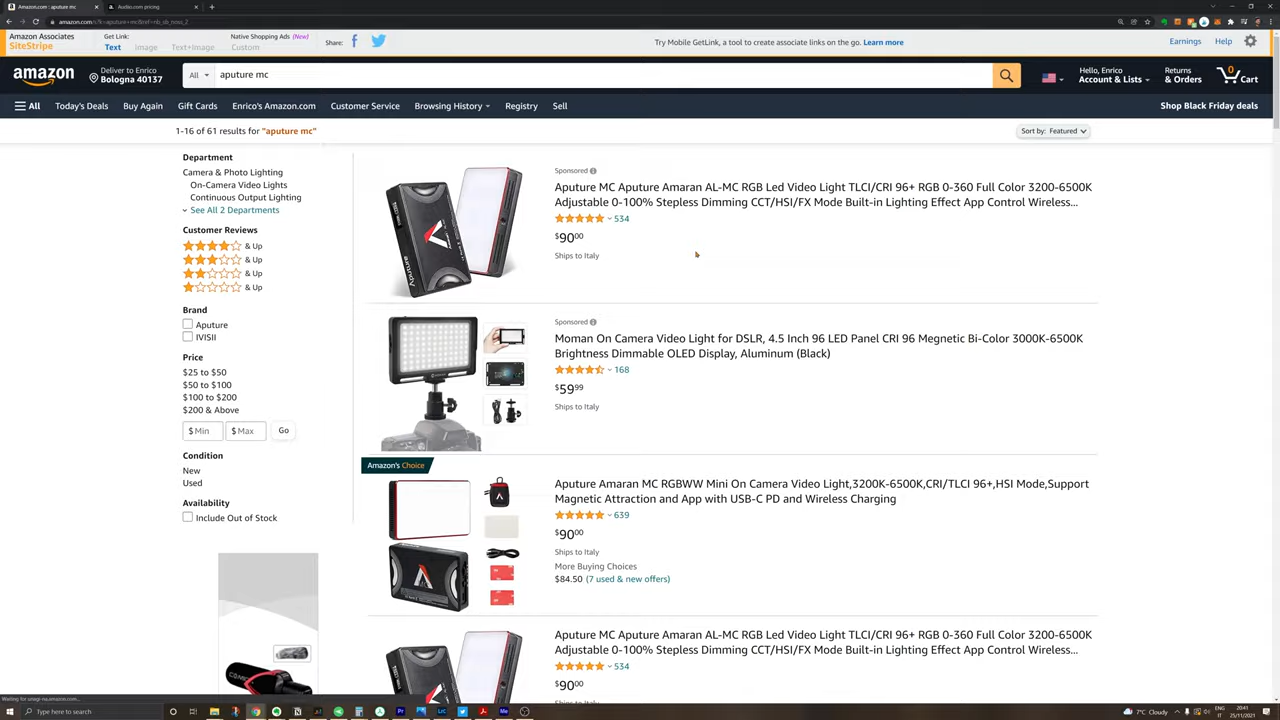 Amazon.com : aputure mc
Audiio.com pricing
Amazon Associates
SiteStripe
Get Link:
Text
Image
Text+Image
Native Shopping Ads (New)
Custom
Share:
Try Mobile GetLink, a tool to create associate links on the go. Learn more
Earnings
Help
amazon
Deliver to Enrico
Bologna 40137
All
aputure mc
Hello, Enrico
Account & Lists
Returns
& Orders
0
Cart
All
Today's Deals
Buy Again
Gift Cards
Enrico's Amazon.com
Customer Service
Browsing History
Registry
Sell
Shop Black Friday deals
1-16 of 61 results for "aputure mc"
Sort by: Featured
Department
Camera & Photo Lighting
On-Camera Video Lights
Continuous Output Lighting
See All 2 Departments
Customer Reviews
& Up
& Up
& Up
& Up
Brand
Aputure
IVISII
Price
$25 to $50
$50 to $100
$100 to $200
$200 & Above
$ Min
$ Max
Go
Condition
New
Used
Availability
Include Out of Stock
Sponsored
Aputure MC Aputure Amaran AL-MC RGB Led Video Light TLCI/CRI 96+ RGB 0-360 Full Color 3200-6500K
Adjustable 0-100% Stepless Dimming CCT/HSI/FX Mode Built-in Lighting Effect App Control Wireless...
534
$90 00
Ships to Italy
Aputure
Sponsored
Moman On Camera Video Light for DSLR, 4.5 Inch 96 LED Panel CRI 96 Megnetic Bi-Color 3000K-6500K
Brightness Dimmable OLED Display, Aluminum (Black)
168
$59 99
Ships to Italy
Amazon's Choice
Aputure Amaran MC RGBWW Mini On Camera Video Light,3200K-6500K,CRI/TLCI 96+,HSI Mode,Support
Magnetic Attraction and App with USB-C PD and Wireless Charging
639
$90 00
Ships to Italy
More Buying Choices
$84.50 (7 used & new offers)
Aputure MC Aputure Amaran AL-MC RGB Led Video Light TLCI/CRI 96+ RGB 0-360 Full Color 3200-6500K
Adjustable 0-100% Stepless Dimming CCT/HSI/FX Mode Built-in Lighting Effect App Control Wireless...
534
$90 00
Waiting for unagi-na.amazon.com...
Type here to search
7°C Cloudy
ENG
IT
20:41
25/11/2021